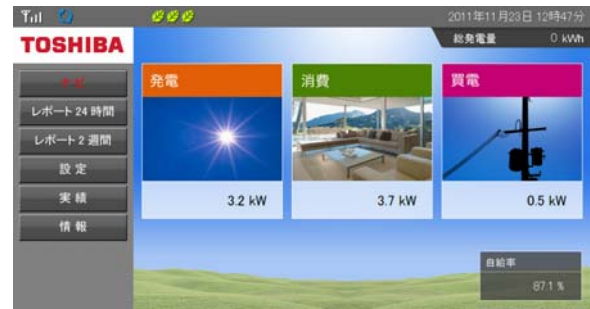 2011年11月23日 12時47分
TOSHIBA
総発電量 0 kWh
ナビ
発電
消費
買電
レポート 24 時間
レポート 2 週間
設 定
実 績
情 報
3.2 kW
3.7 kW
0.5 kW
自給率
87.1 %